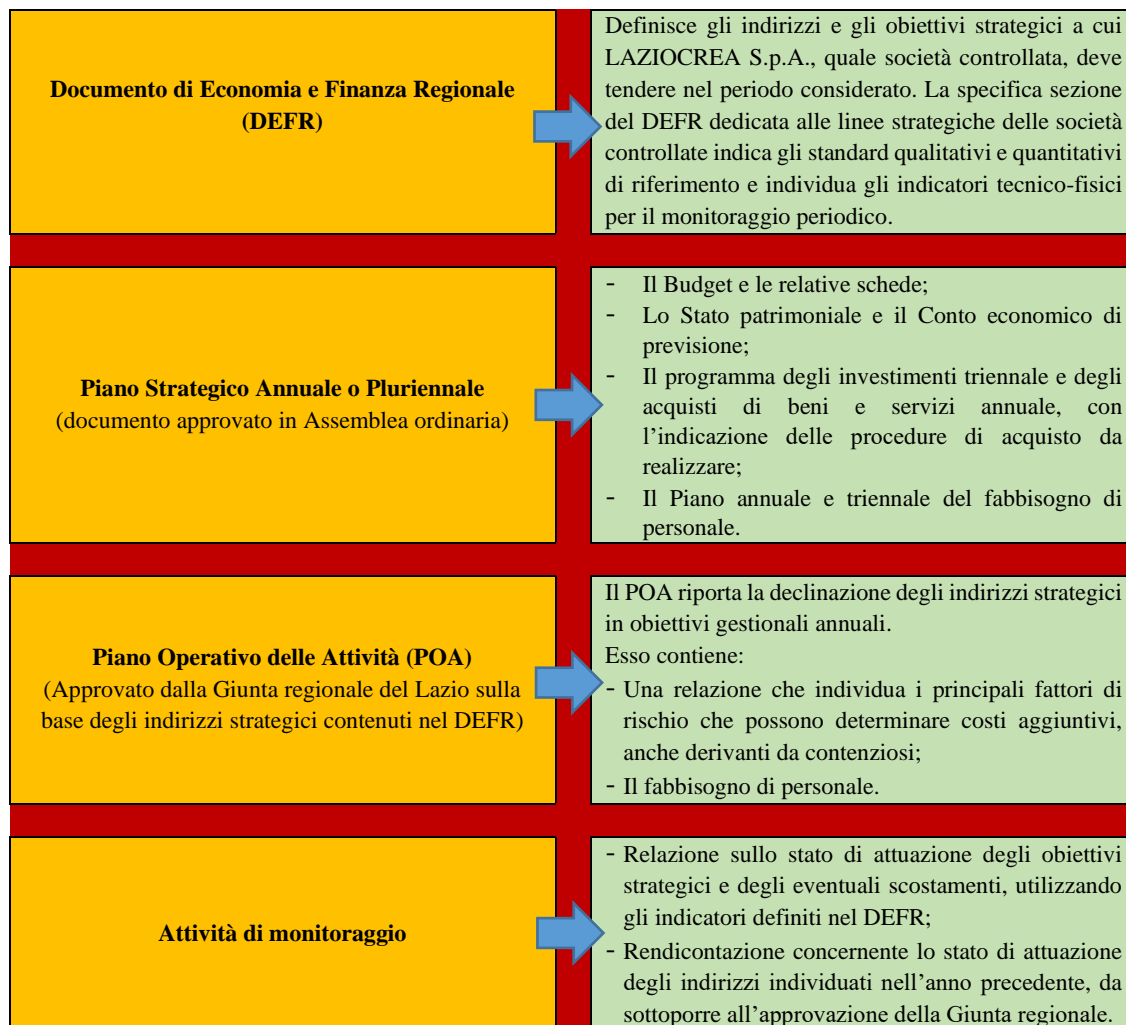 Documento di Economia e Finanza Regionale
(DEFR)
Definisce gli indirizzi e gli obiettivi strategici a cui
LAZIOCREA S.p.A., quale società controllata, deve
tendere nel periodo considerato. La specifica sezione
del DEFR dedicata alle linee strategiche delle società
controllate indica gli standard qualitativi e quantitativi
di riferimento e individua gli indicatori tecnico-fisici
per il monitoraggio periodico.
Piano Strategico Annuale o Pluriennale
(documento approvato in Assemblea ordinaria)
- Il Budget e le relative schede;
- Lo Stato patrimoniale e il Conto economico di
previsione;
- Il programma degli investimenti triennale e degli
acquisti di beni e servizi annuale, con
l’indicazione delle procedure di acquisto da
realizzare;
- Il Piano annuale e triennale del fabbisogno di
personale.
Piano Operativo delle Attività (POA)
(Approvato dalla Giunta regionale del Lazio sulla
base degli indirizzi strategici contenuti nel DEFR)
Il POA riporta la declinazione degli indirizzi strategici
in obiettivi gestionali annuali.
Esso contiene:
- Una relazione che individua i principali fattori di
rischio che possono determinare costi aggiuntivi,
anche derivanti da contenziosi;
- Il fabbisogno di personale.
Attività di monitoraggio
- Relazione sullo stato di attuazione degli obiettivi
strategici e degli eventuali scostamenti, utilizzando
gli indicatori definiti nel DEFR;
- Rendicontazione concernente lo stato di attuazione
degli indirizzi individuati nell’anno precedente, da
sottoporre all’approvazione della Giunta regionale.